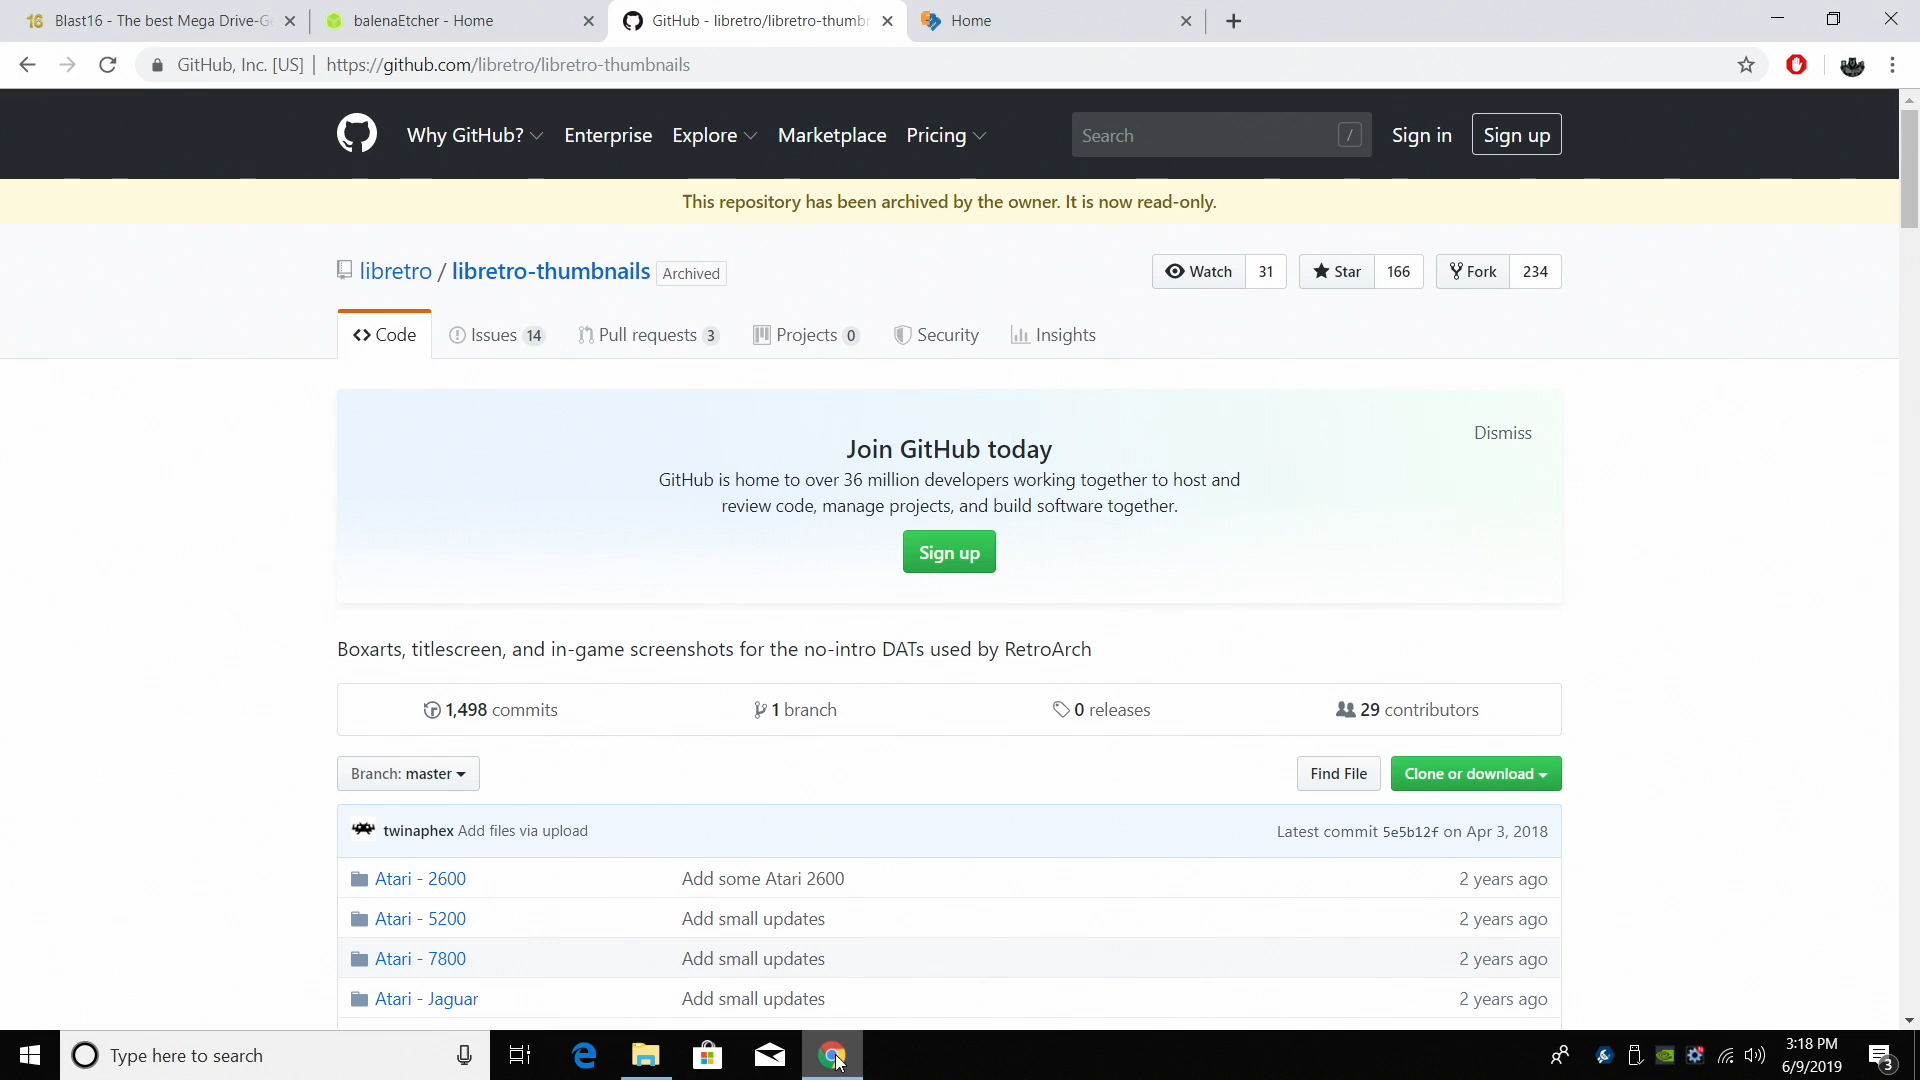 16 Blast16 - The best Mega Drive-Ge
balenaEtcher - Home
GitHub - libretro/libretro-thumbn
Home
GitHub, Inc. [US] | https://github.com/libretro/libretro-thumbnails
Why GitHub? Enterprise Explore Marketplace Pricing Search / Sign in Sign up
This repository has been archived by the owner. It is now read-only.
libretro / libretro-thumbnails Archived Watch 31 Star 166 Fork 234
Code Issues 14 Pull requests 3 Projects 0 Security Insights
Dismiss
Join GitHub today
GitHub is home to over 36 million developers working together to host and
review code, manage projects, and build software together.
Sign up
Boxarts, titlescreen, and in-game screenshots for the no-intro DATs used by RetroArch
1,498 commits 1 branch 0 releases 29 contributors
Branch: master Find File Clone or download
twinaphex Add files via upload Latest commit 5e5b12f on Apr 3, 2018
Atari - 2600 Add some Atari 2600 2 years ago
Atari - 5200 Add small updates 2 years ago
Atari - 7800 Add small updates 2 years ago
Atari - Jaguar Add small updates 2 years ago
Type here to search
3:18 PM
6/9/2019
3